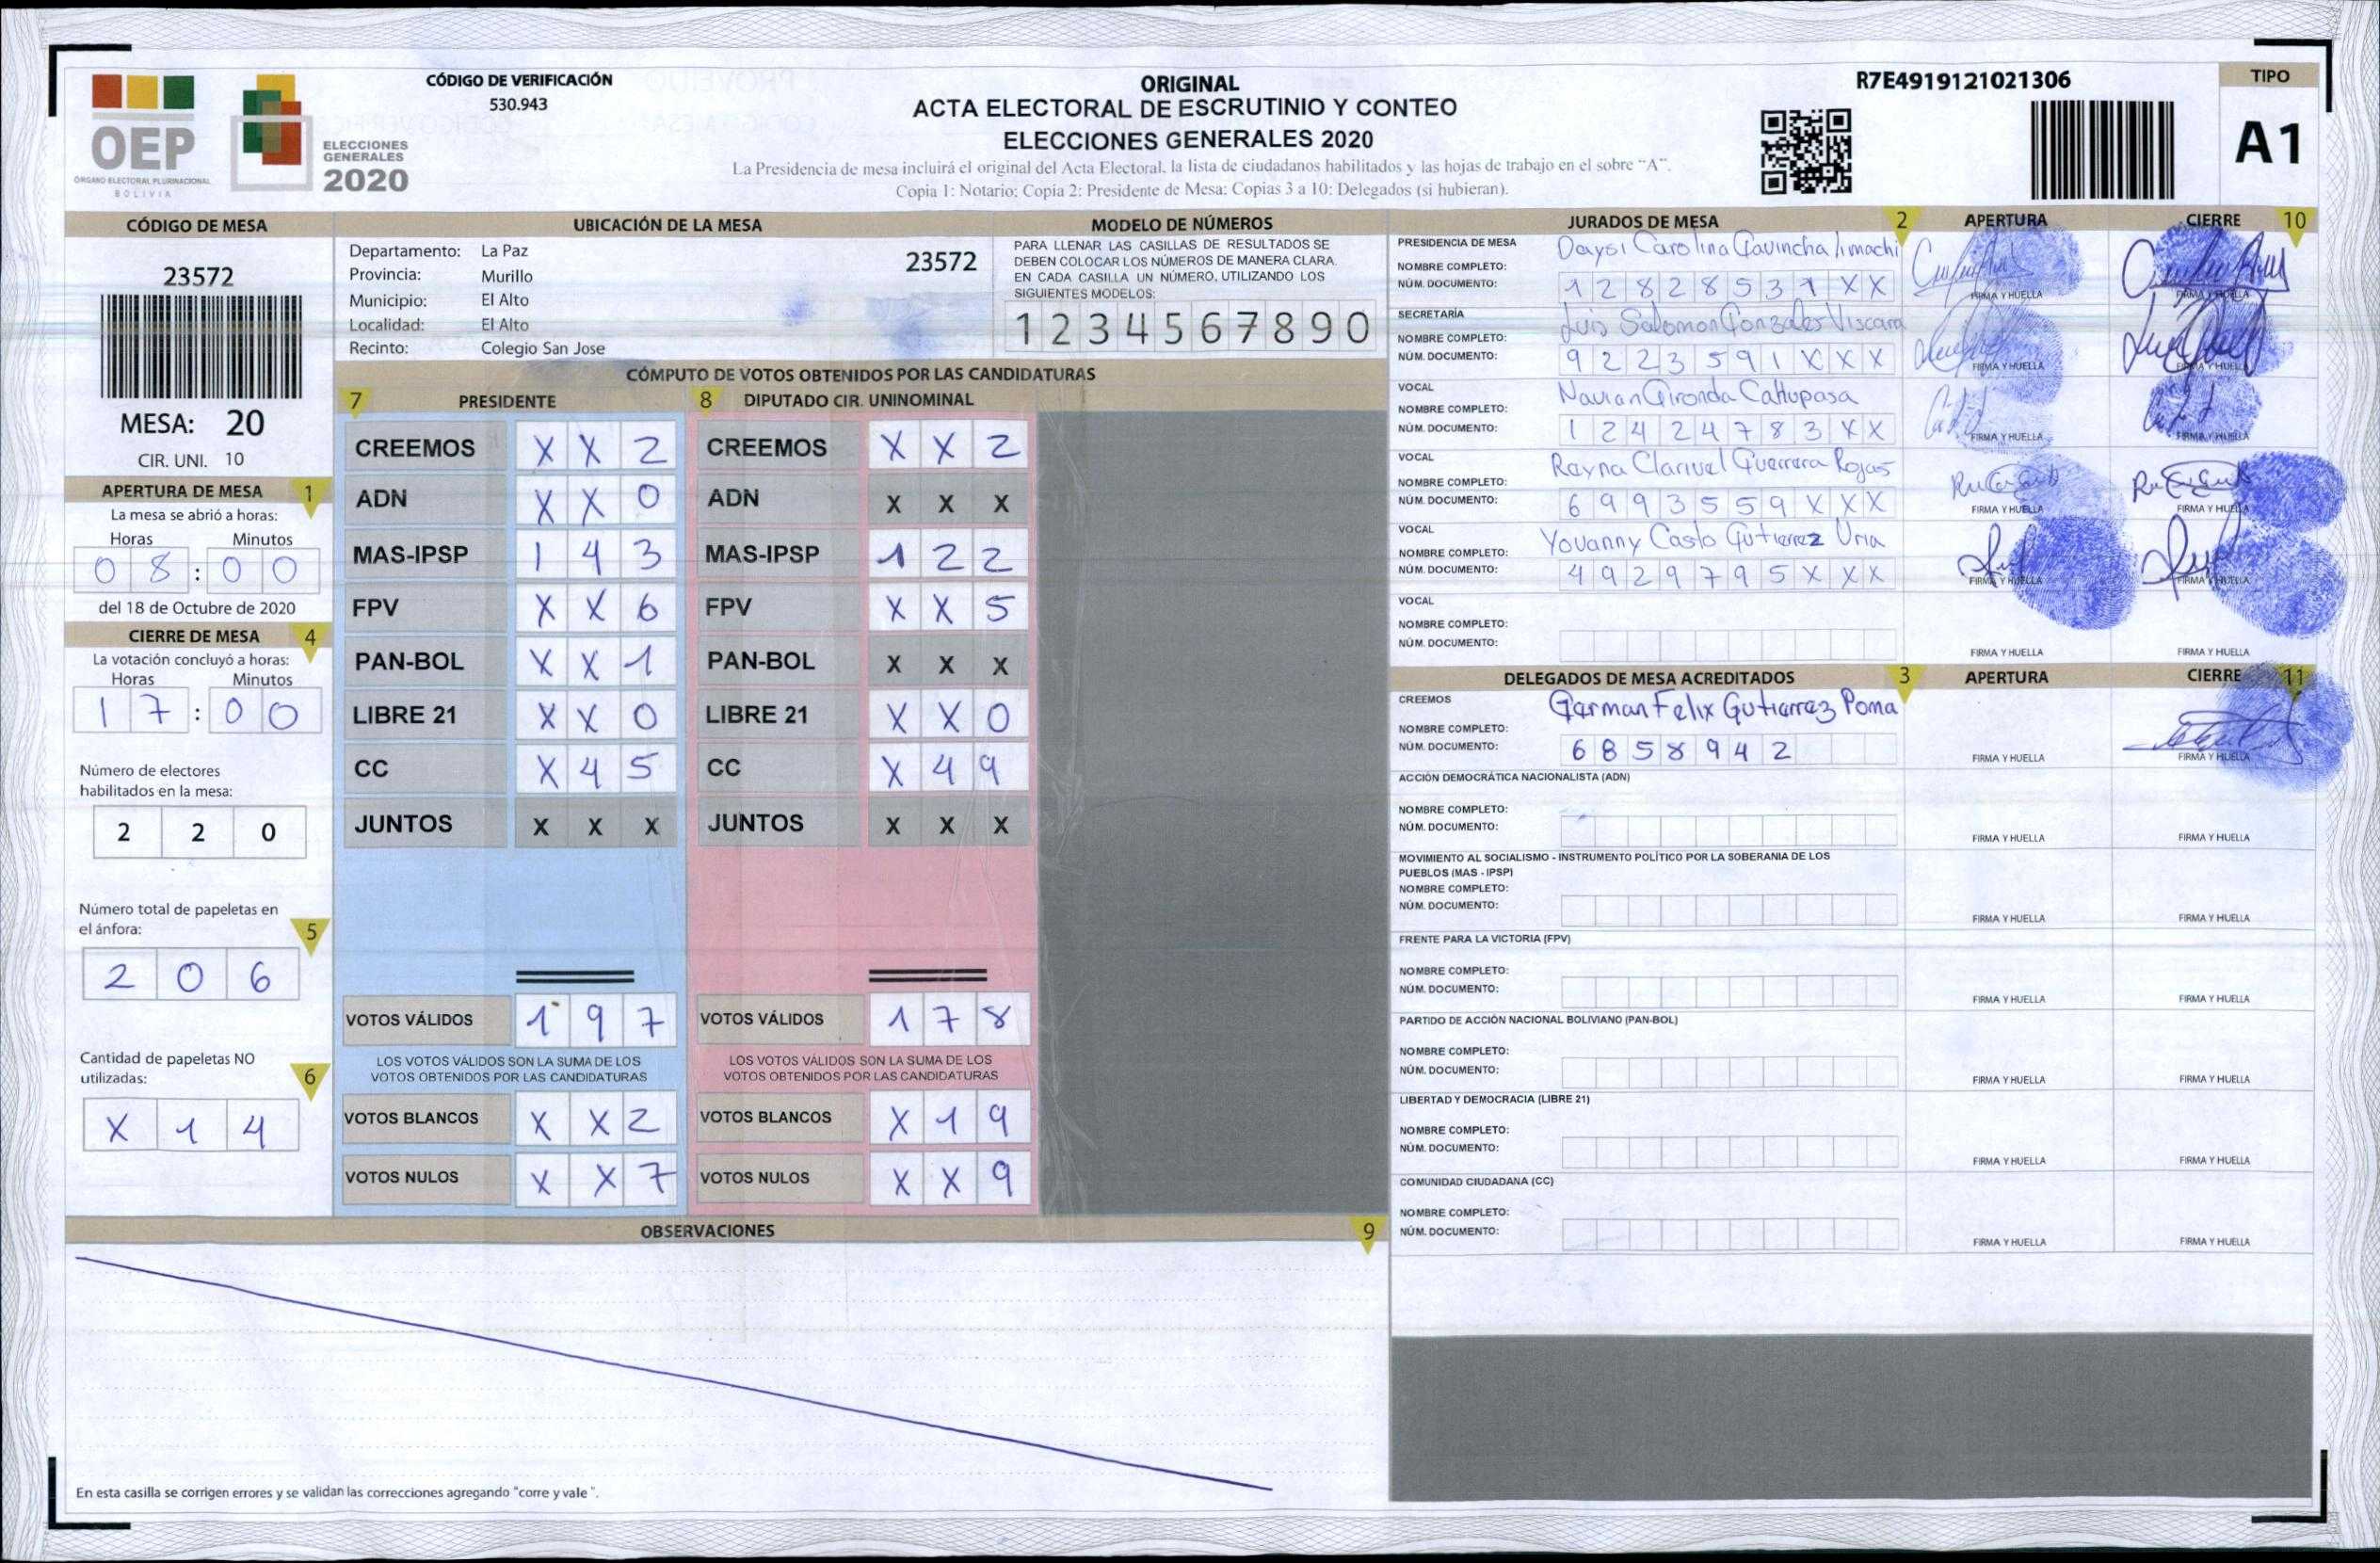 OEP
ÓRGANO ELECTORAL PLURINACIONAL
BOLIVIA
ELECCIONES
GENERALES
2020
CÓDIGO DE VERIFICACIÓN
530.943
ORIGINAL
ACTA ELECTORAL DE ESCRUTINIO Y CONTEO
ELECCIONES GENERALES 2020
La Presidencia de mesa incluirá el original del Acta Electoral, la lista de ciudadanos habilitados y las hojas de trabajo en el sobre "A".
Copia 1: Notario; Copia 2: Presidente de Mesa; Copias 3 a 10: Delegados (si hubieran).
R7E4919121021306
TIPO
A1
CÓDIGO DE MESA
23572
MESA: 20
CIR. UNI. 10
APERTURA DE MESA 1
La mesa se abrió a horas:
Horas Minutos
08:00
del 18 de Octubre de 2020
CIERRE DE MESA 4
La votación concluyó a horas:
Horas Minutos
17:00
Número de electores
habilitados en la mesa:
2 2 0
Número total de papeletas en
el ánfora: 5
2 0 6
Cantidad de papeletas NO
utilizadas: 6
X 1 4
UBICACIÓN DE LA MESA
Departamento: La Paz
23572
Provincia: Murillo
Municipio: El Alto
Localidad: El Alto
Recinto: Colegio San Jose
MODELO DE NÚMEROS
PARA LLENAR LAS CASILLAS DE RESULTADOS SE
DEBEN COLOCAR LOS NÚMEROS DE MANERA CLARA.
EN CADA CASILLA UN NÚMERO, UTILIZANDO LOS
SIGUIENTES MODELOS:
1 2 3 4 5 6 7 8 9 0
CÓMPUTO DE VOTOS OBTENIDOS POR LAS CANDIDATURAS
7 PRESIDENTE 8 DIPUTADO CIR. UNINOMINAL
CREEMOS X X 2 CREEMOS X X 2
ADN X X 0 ADN X X X
MAS-IPSP 1 4 3 MAS-IPSP 1 2 2
FPV X X 6 FPV X X 5
PAN-BOL X X 1 PAN-BOL X X X
LIBRE 21 X X 0 LIBRE 21 X X 0
CC X 4 5 CC X 4 9
JUNTOS X X X JUNTOS X X X
VOTOS VÁLIDOS 1 9 7 VOTOS VÁLIDOS 1 7 8
LOS VOTOS VÁLIDOS SON LA SUMA DE LOS LOS VOTOS VÁLIDOS SON LA SUMA DE LOS
VOTOS OBTENIDOS POR LAS CANDIDATURAS VOTOS OBTENIDOS POR LAS CANDIDATURAS
VOTOS BLANCOS X X 2 VOTOS BLANCOS X 1 9
VOTOS NULOS X X 7 VOTOS NULOS X X 9
OBSERVACIONES 9
En esta casilla se corrigen errores y se validan las correcciones agregando "corre y vale".
JURADOS DE MESA 2 APERTURA CIERRE 10
PRESIDENCIA DE MESA
NOMBRE COMPLETO: Daysi Carolina
NÚM. DOCUMENTO: 1 2 8 2 8 5 3 1 X X
FIRMA Y HUELLA FIRMA Y HUELLA
SECRETARÍA
NOMBRE COMPLETO: Luis Salomon Gonzales Viscara
NÚM. DOCUMENTO: 9 2 2 3 5 9 1 X X X
FIRMA Y HUELLA FIRMA Y HUELLA
VOCAL
NOMBRE COMPLETO: Gironda
NÚM. DOCUMENTO: 1 2 4 2 4 7 8 3 X X
FIRMA Y HUELLA FIRMA Y HUELLA
VOCAL
NOMBRE COMPLETO: Reyna Clarivel Guerrera Rojas
NÚM. DOCUMENTO: 6 9 9 3 5 5 9 X X X
FIRMA Y HUELLA FIRMA Y HUELLA
VOCAL
NOMBRE COMPLETO: Yovanny Casto Gutierrez Uria
NÚM. DOCUMENTO: 4 9 2 9 7 9 5 X X X
FIRMA Y HUELLA FIRMA Y HUELLA
VOCAL
NOMBRE COMPLETO:
NÚM. DOCUMENTO:
FIRMA Y HUELLA FIRMA Y HUELLA
DELEGADOS DE MESA ACREDITADOS 3 APERTURA CIERRE 11
CREEMOS
NOMBRE COMPLETO: German Felix Gutierrez Poma
NÚM. DOCUMENTO: 6 8 5 8 9 4 2
FIRMA Y HUELLA FIRMA Y HUELLA
ACCIÓN DEMOCRÁTICA NACIONALISTA (ADN)
NOMBRE COMPLETO:
NÚM. DOCUMENTO:
FIRMA Y HUELLA FIRMA Y HUELLA
MOVIMIENTO AL SOCIALISMO - INSTRUMENTO POLÍTICO POR LA SOBERANIA DE LOS
PUEBLOS (MAS - IPSP)
NOMBRE COMPLETO:
NÚM. DOCUMENTO:
FIRMA Y HUELLA FIRMA Y HUELLA
FRENTE PARA LA VICTORIA (FPV)
NOMBRE COMPLETO:
NÚM. DOCUMENTO:
FIRMA Y HUELLA FIRMA Y HUELLA
PARTIDO DE ACCIÓN NACIONAL BOLIVIANO (PAN-BOL)
NOMBRE COMPLETO:
NÚM. DOCUMENTO:
FIRMA Y HUELLA FIRMA Y HUELLA
LIBERTAD Y DEMOCRACIA (LIBRE 21)
NOMBRE COMPLETO:
NÚM. DOCUMENTO:
FIRMA Y HUELLA FIRMA Y HUELLA
COMUNIDAD CIUDADANA (CC)
NOMBRE COMPLETO:
NÚM. DOCUMENTO:
FIRMA Y HUELLA FIRMA Y HUELLA